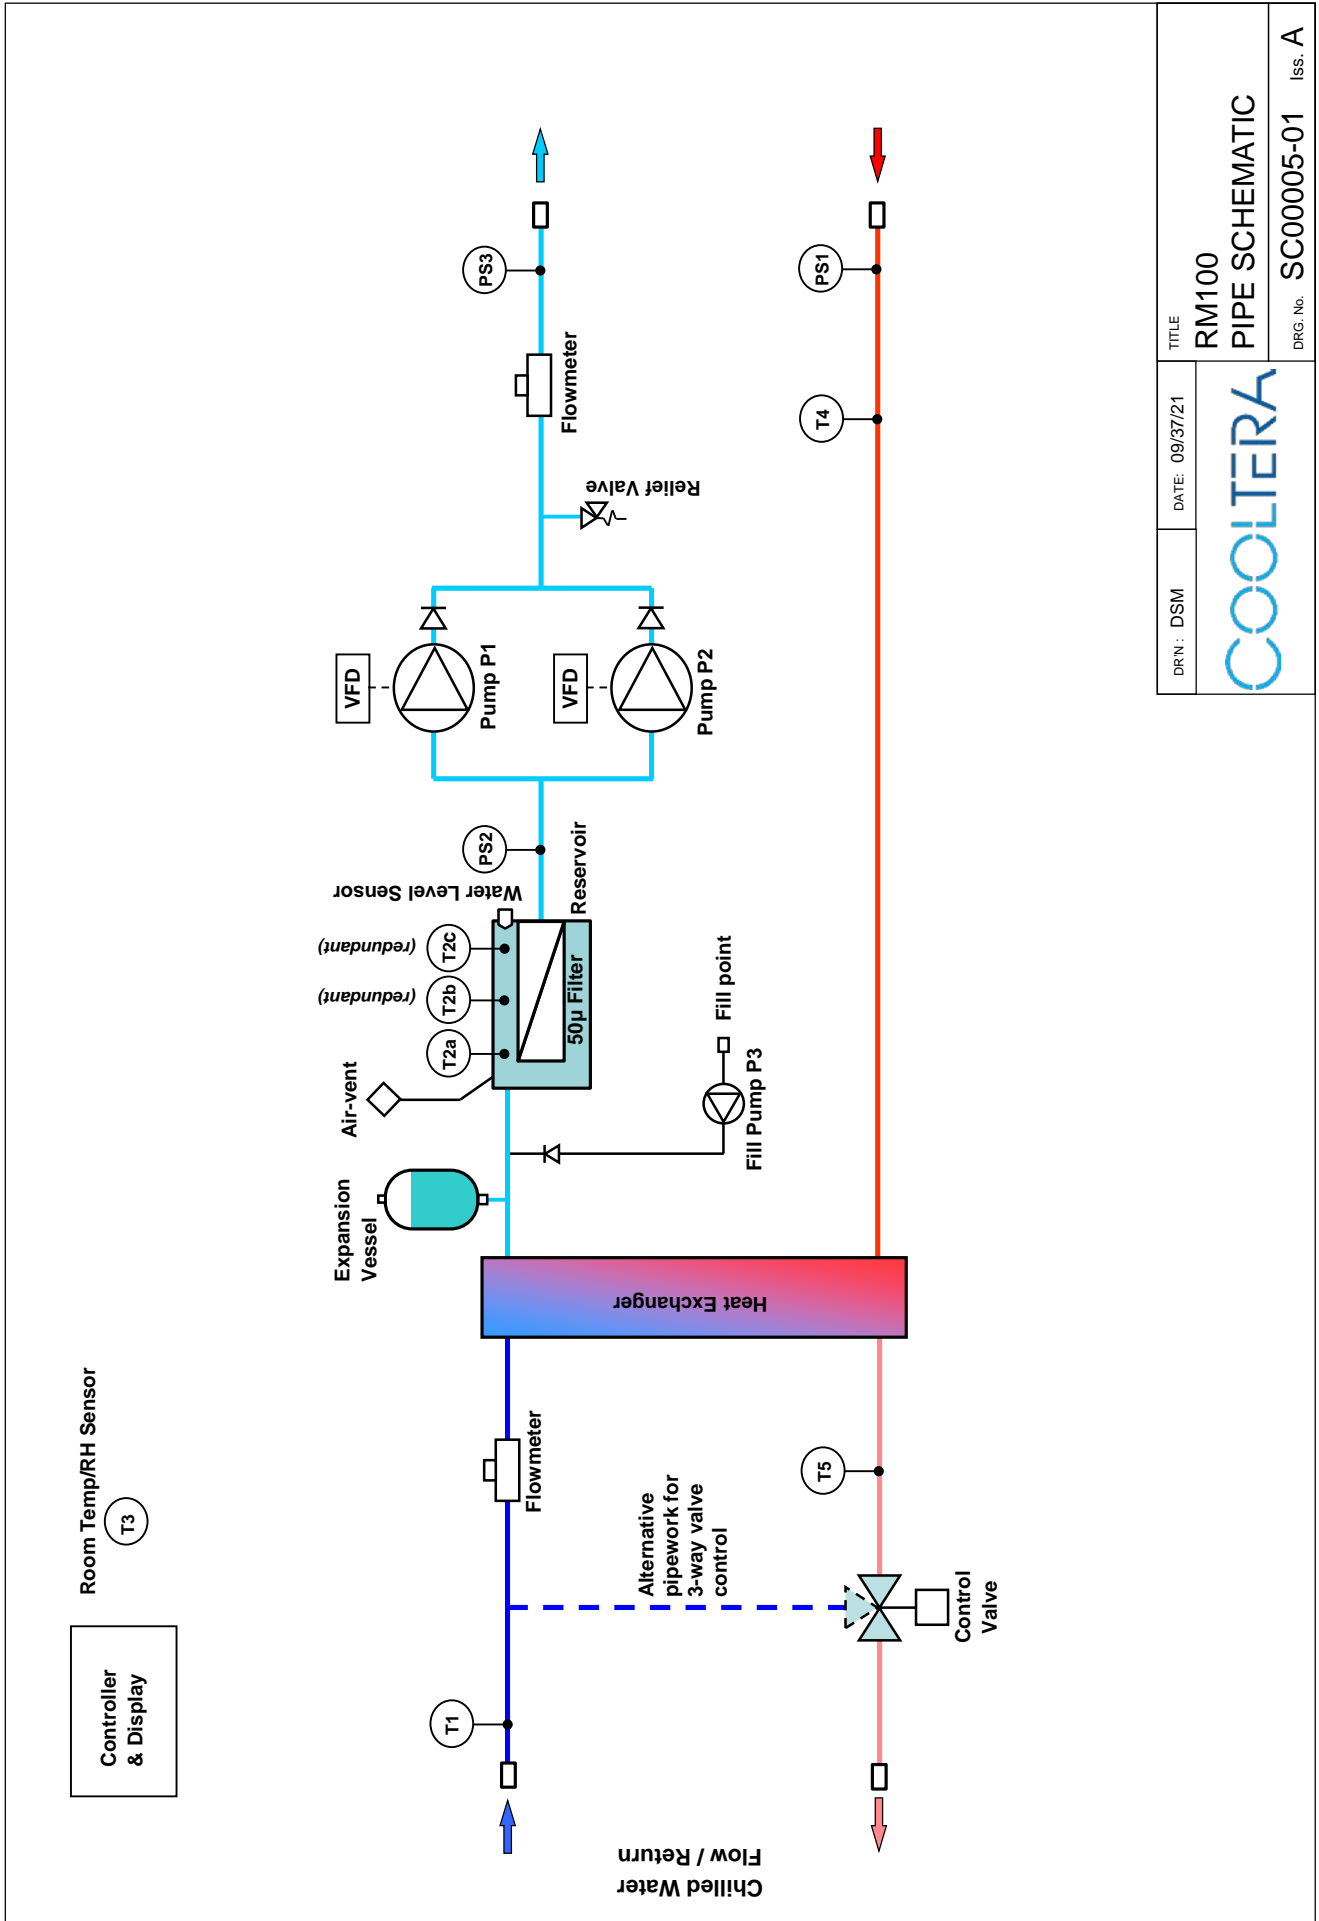 Controller
& Display
Room Temp/RH Sensor
T3
Chilled Water
Flow / Return
T1
Flowmeter
Alternative
pipework for
3-way valve
control
Control
Valve
T5
Heat Exchanger
Expansion
Vessel
Air-vent
Fill Pump P3
Fill point
T2a
T2b
T2c
(redundant)
(redundant)
Water Level Sensor
50µ Filter
Reservoir
PS2
VFD
Pump P1
VFD
Pump P2
Relief Valve
Flowmeter
PS3
T4
PS1
DR'N : DSM
DATE: 09/37/21
TITLE
RM100
PIPE SCHEMATIC
COOLTERA
DRG. No. SC00005-01 Iss. A